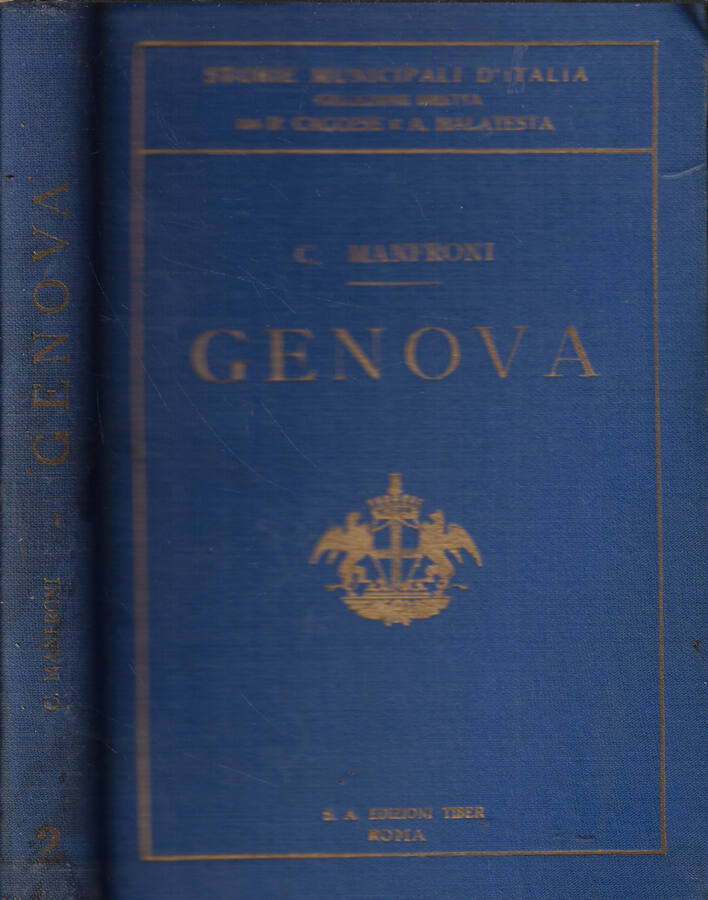 STORIE MUNICIPALI D'ITALIA
COLLEZIONE DIRETTA
DA R. CAGGESE E A. MALATESTA
C. MANFRONI
GENOVA
S. A. EDIZIONI TIBER
ROMA
C. MANFRONI - GENOVA
2